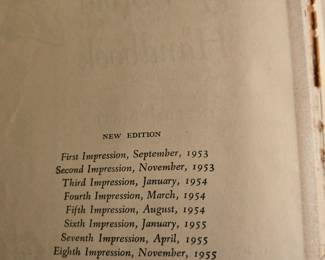 NEW EDITION
First Impression, September, 1953
Second Impression, November, 1953
Third Impression, January, 1954
Fourth Impression, March, 1954
Fifth Impression, August, 1954
Sixth Impression, January, 1955
Seventh Impression, April, 1955
Eighth Impression, November, 1955